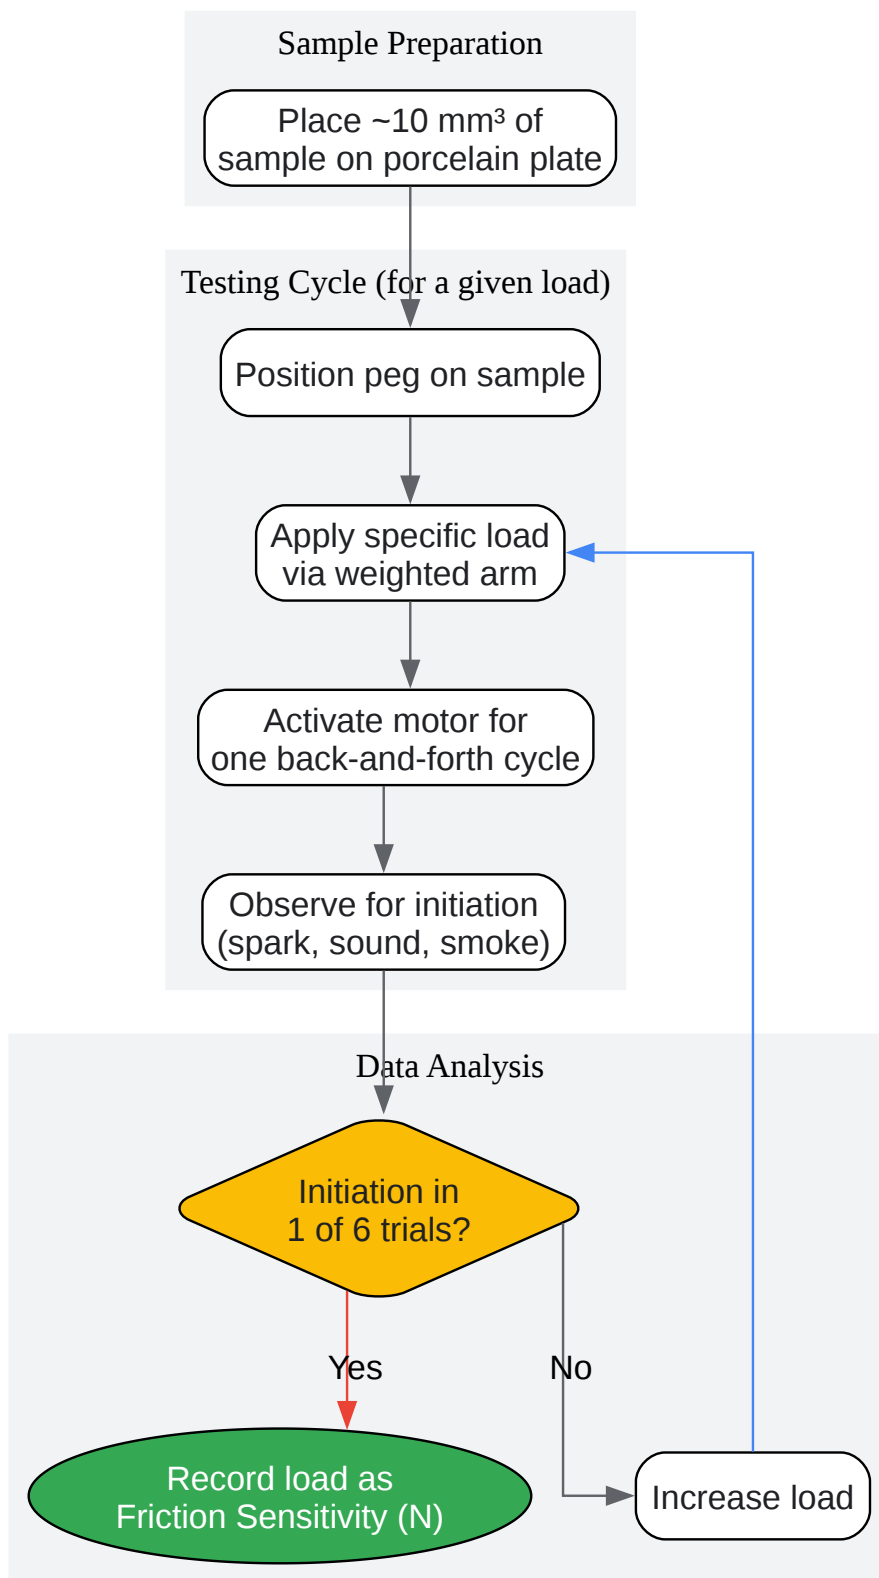 Sample Preparation
Place ~10 mm³ of
sample on porcelain plate
Testing Cycle (for a given load)
Position peg on sample
Apply specific load
via weighted arm
Activate motor for
one back-and-forth cycle
Observe for initiation
(spark, sound, smoke)
Data Analysis
Initiation in
1 of 6 trials?
Yes
No
Record load as
Friction Sensitivity (N)
Increase load